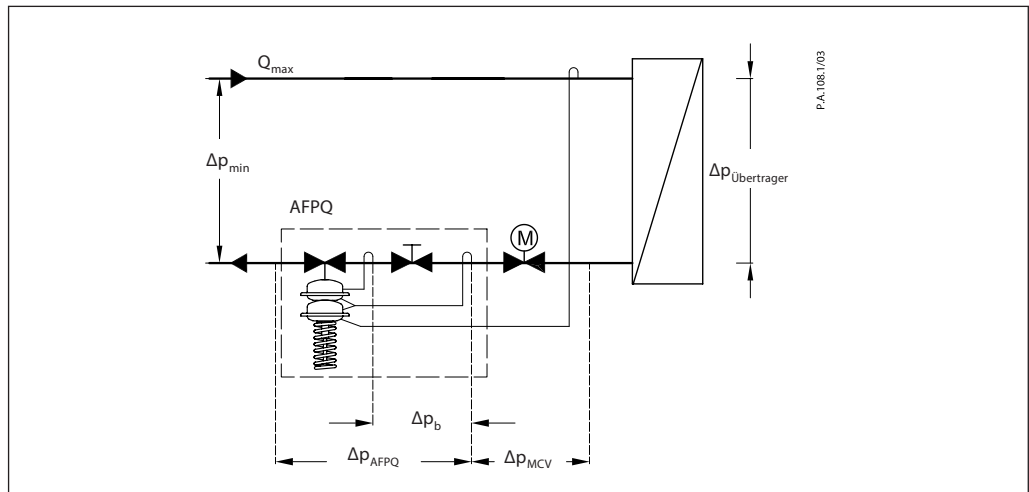 Q_max
P.A.108.1/03
Δp_min
Δp_Übertrager
AFPQ
M
Δp_b
Δp_AFPQ
Δp_MCV